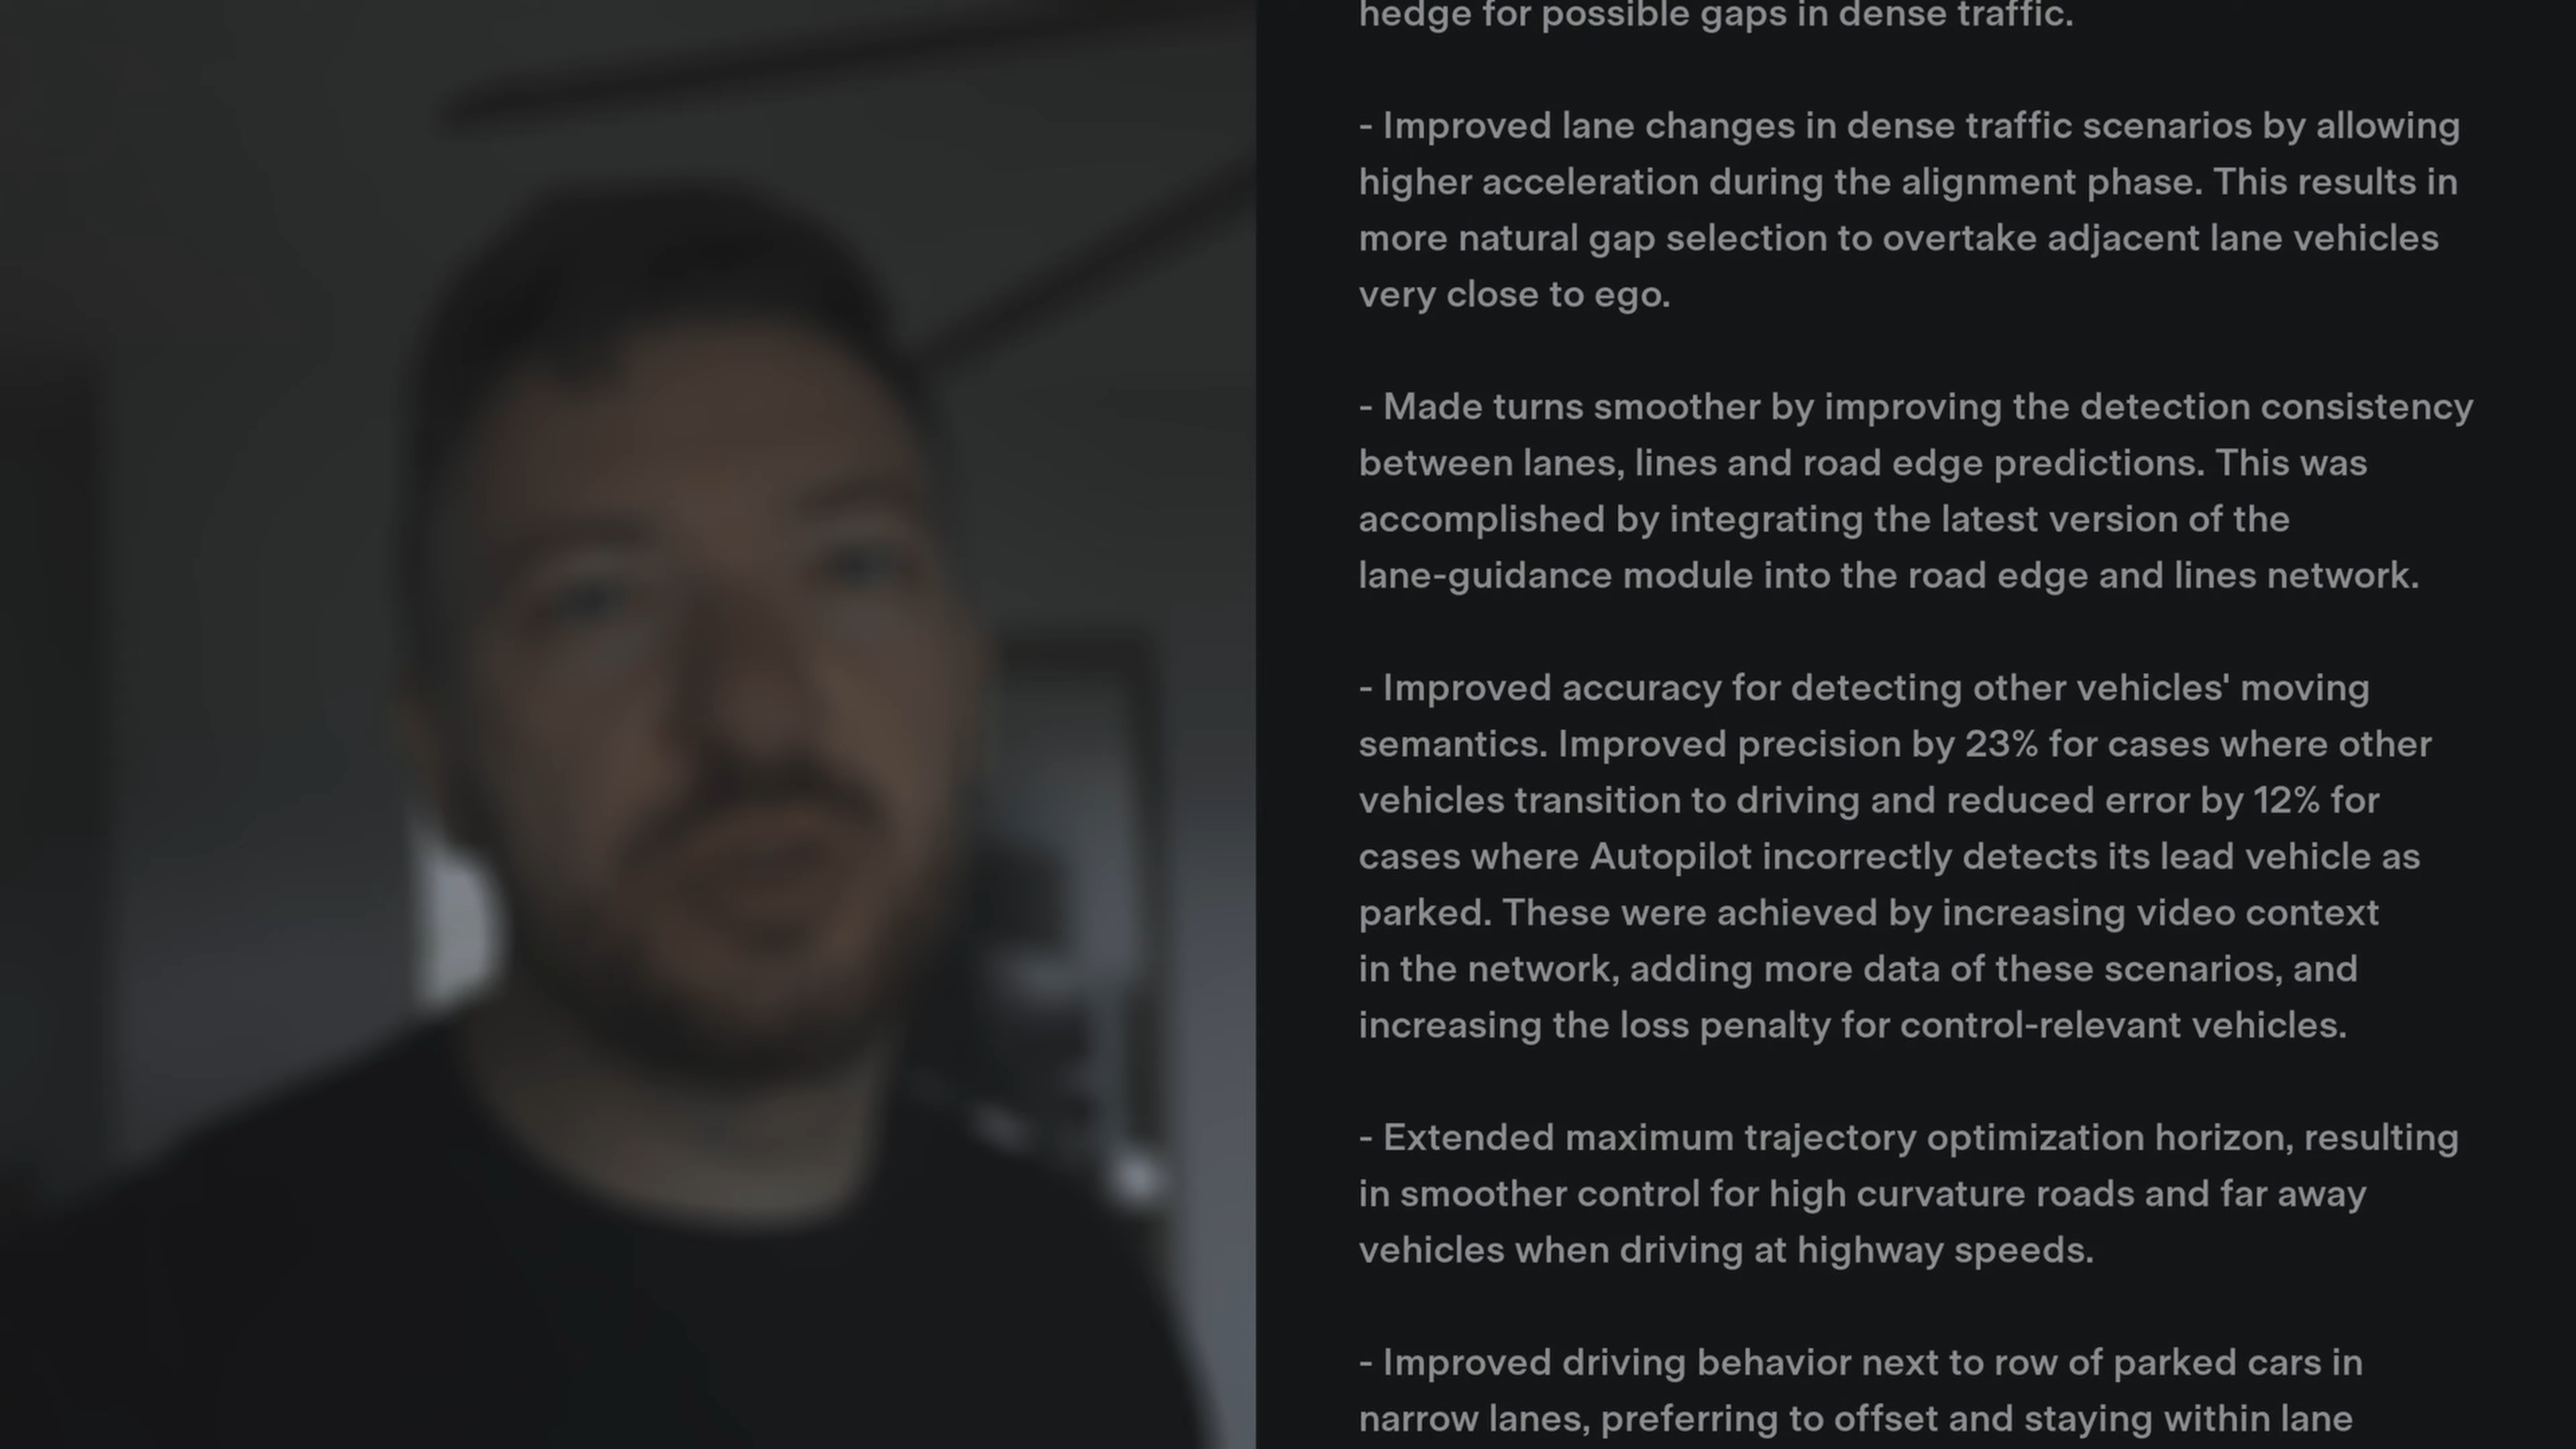 hedge for possible gaps in dense traffic.
- Improved lane changes in dense traffic scenarios by allowing
higher acceleration during the alignment phase. This results in
more natural gap selection to overtake adjacent lane vehicles
very close to ego.
- Made turns smoother by improving the detection consistency
between lanes, lines and road edge predictions. This was
accomplished by integrating the latest version of the
lane-guidance module into the road edge and lines network.
- Improved accuracy for detecting other vehicles' moving
semantics. Improved precision by 23% for cases where other
vehicles transition to driving and reduced error by 12% for
cases where Autopilot incorrectly detects its lead vehicle as
parked. These were achieved by increasing video context
in the network, adding more data of these scenarios, and
increasing the loss penalty for control-relevant vehicles.
- Extended maximum trajectory optimization horizon, resulting
in smoother control for high curvature roads and far away
vehicles when driving at highway speeds.
- Improved driving behavior next to row of parked cars in
narrow lanes, preferring to offset and staying within lane